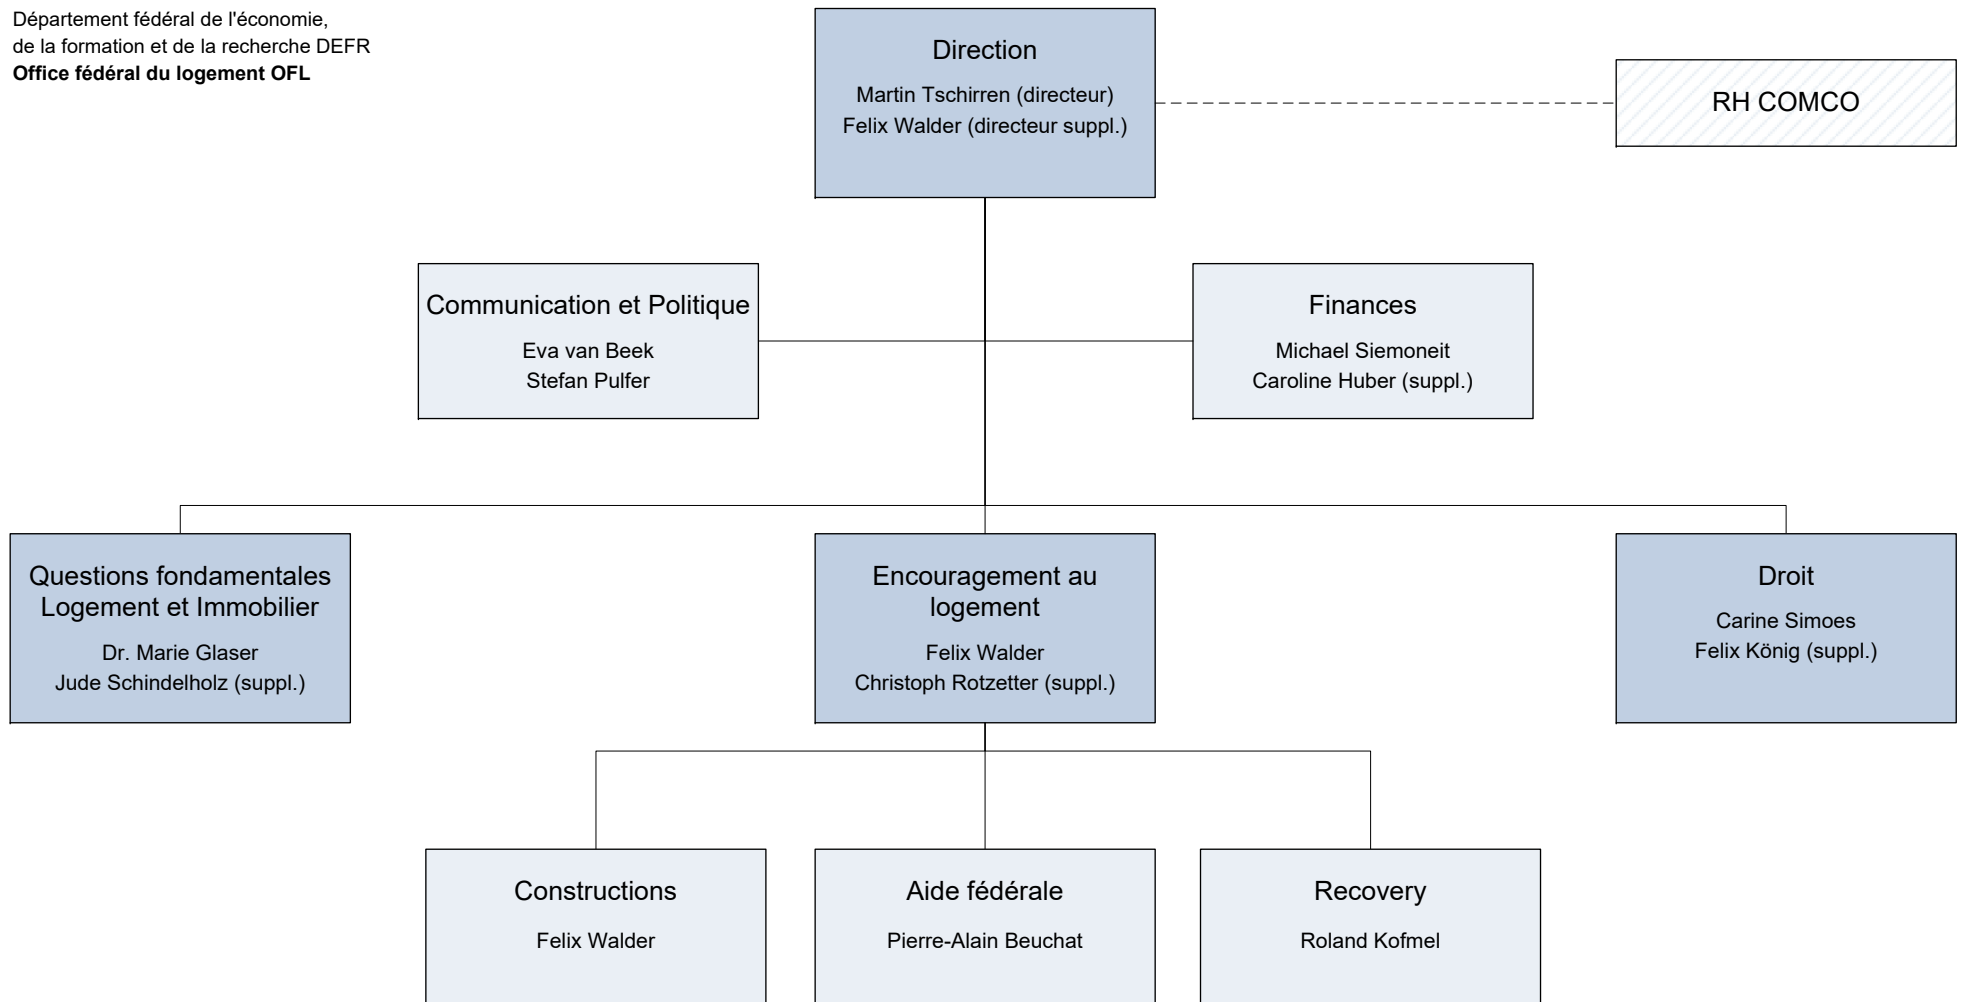 Département fédéral de l'économie,
de la formation et de la recherche DEFR
Office fédéral du logement OFL
Direction
Martin Tschirren (directeur)
Felix Walder (directeur suppl.)
RH COMCO
Communication et Politique
Eva van Beek
Stefan Pulfer
Finances
Michael Siemoneit
Caroline Huber (suppl.)
Questions fondamentales
Logement et Immobilier
Dr. Marie Glaser
Jude Schindelholz (suppl.)
Encouragement au
logement
Felix Walder
Christoph Rotzetter (suppl.)
Droit
Carine Simoes
Felix König (suppl.)
Constructions
Felix Walder
Aide fédérale
Pierre-Alain Beuchat
Recovery
Roland Kofmel